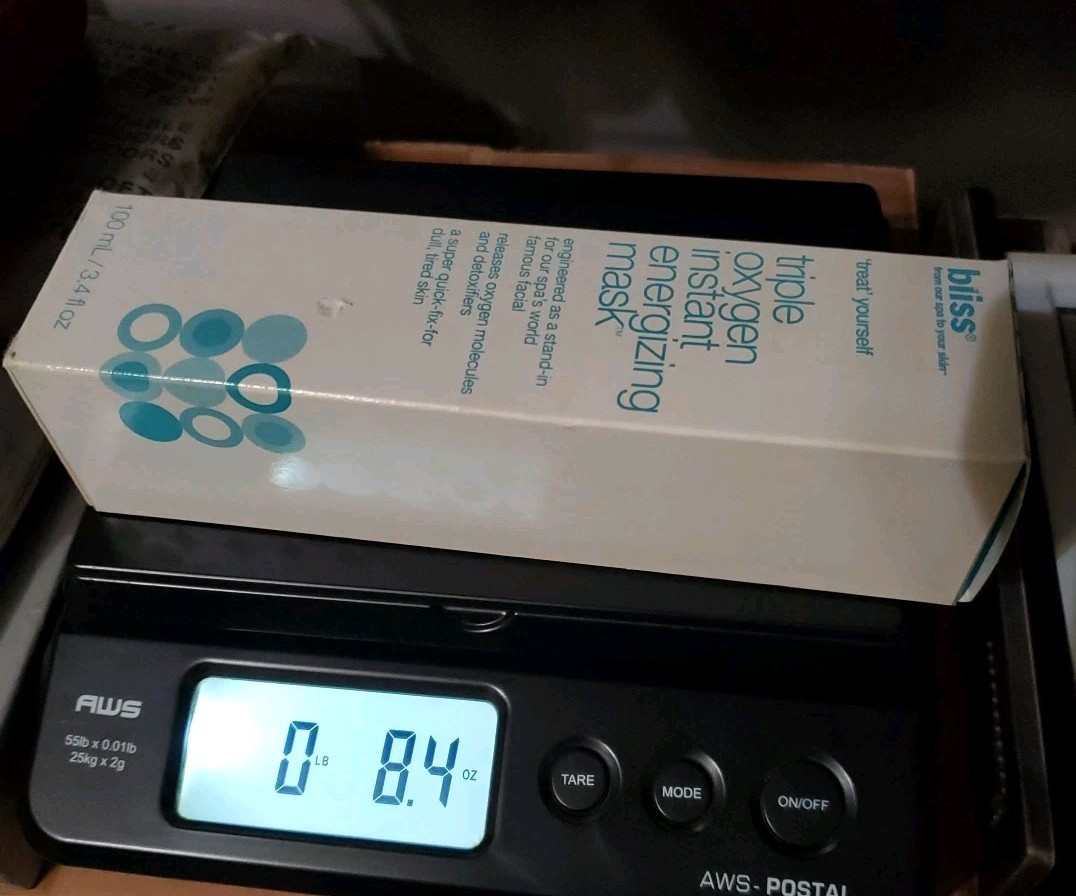 bliss®
from our spa to your skin™
'treat' yourself
triple
oxygen
instant
energizing
mask™
engineered as a stand-in
for our spa's world
famous facial
releases oxygen molecules
and detoxifiers
a super quick-fix-for
dull, tired skin
100 mL / 3.4 fl oz
AWS
55lb x 0.01lb
25kg x 2g
0 LB 8.4 OZ
TARE
MODE
ON/OFF
AWS- POSTAL